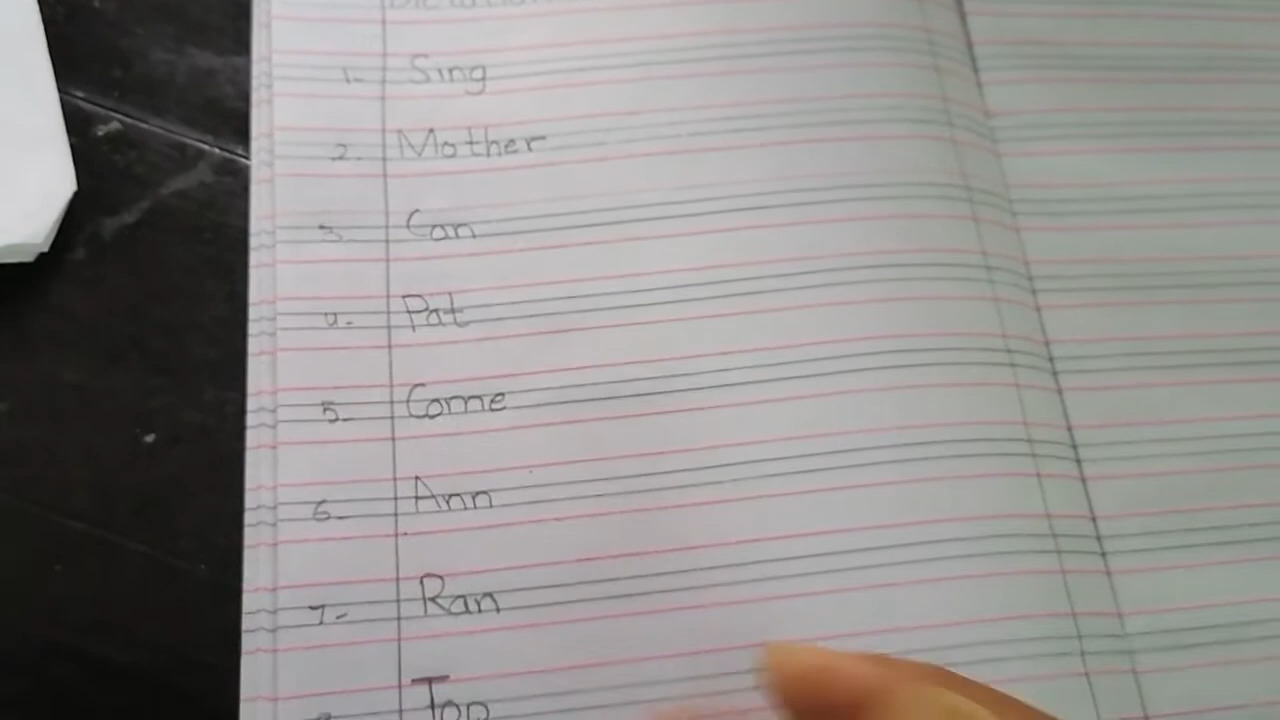 1- Sing
2- Mother
3- Can
4- Pat
5- Come
6- Ann
7- Ran
Top